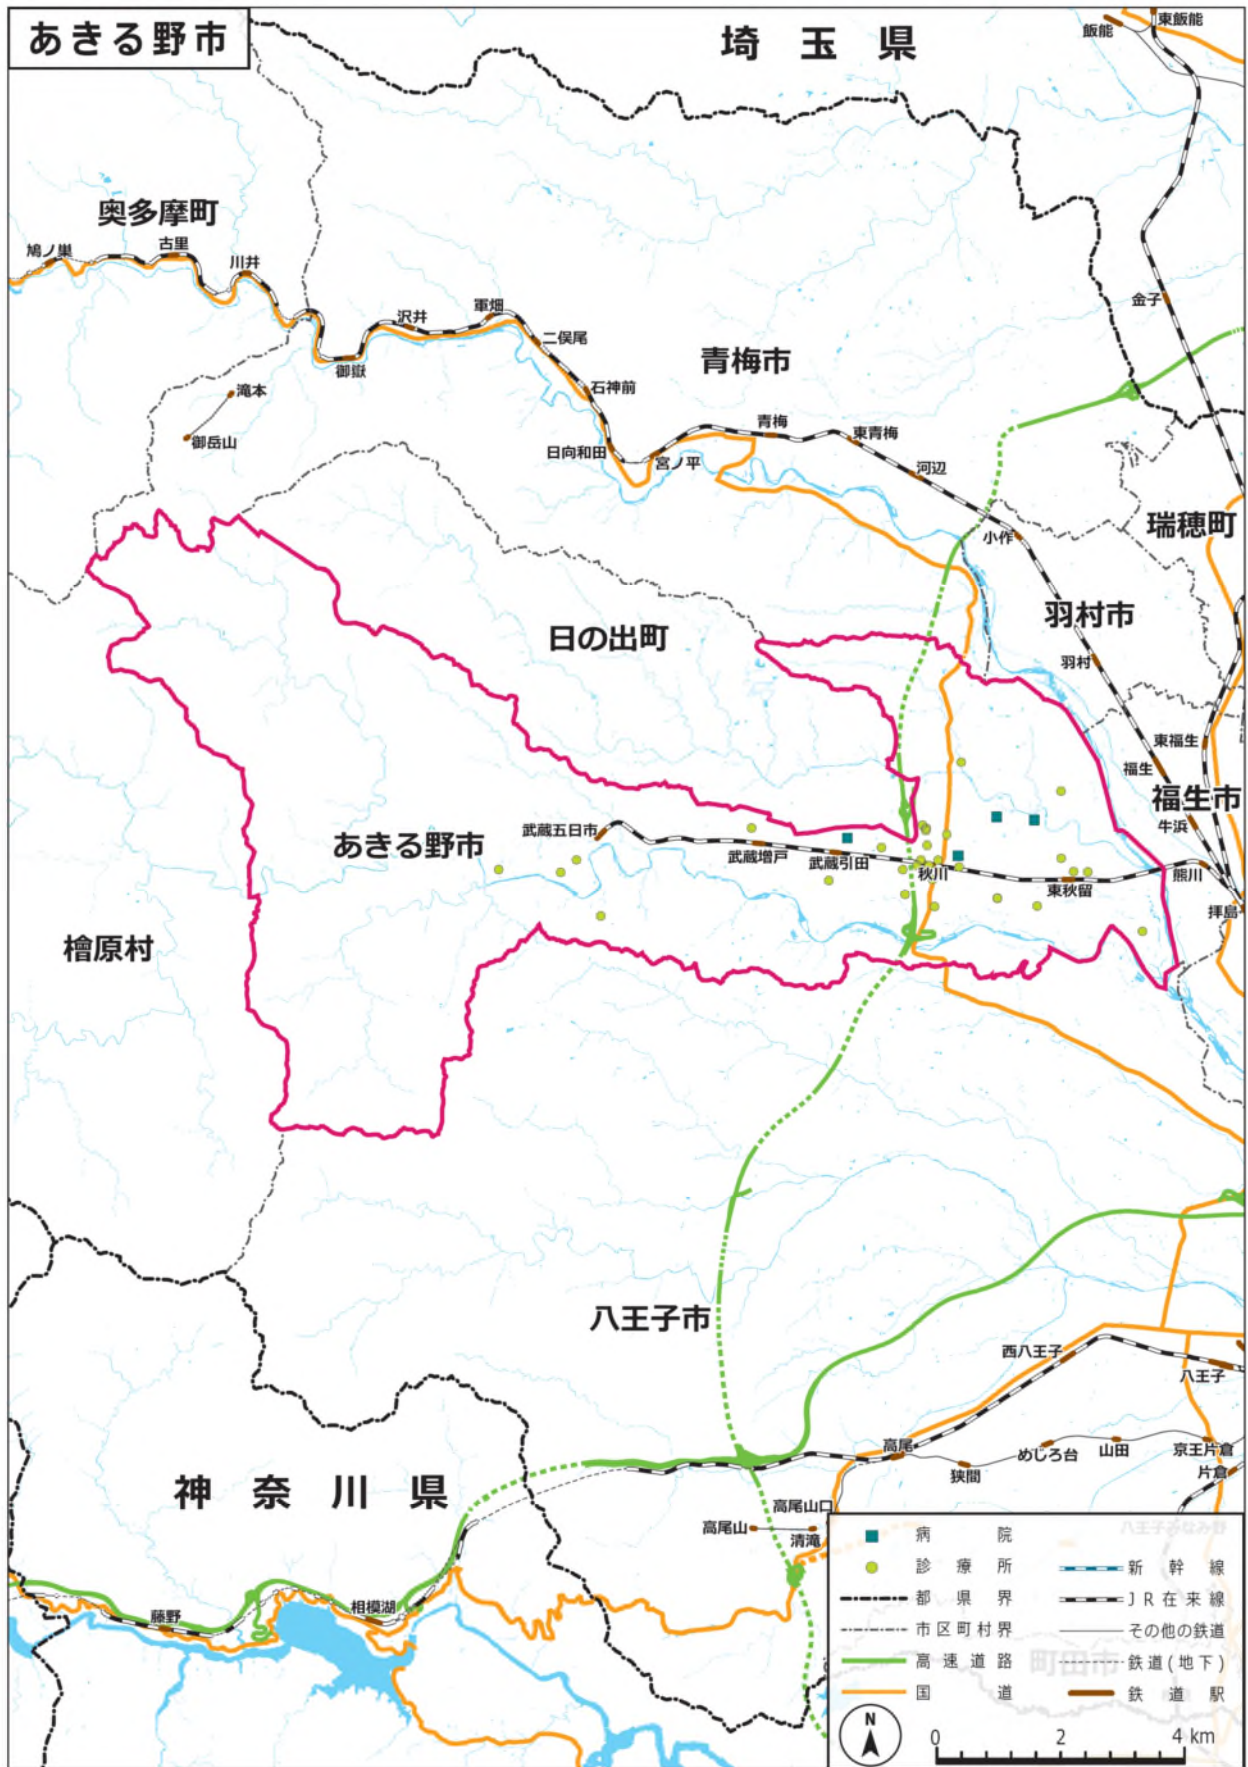 あきる野市
埼玉県
飯能
東飯能
奥多摩町
鳩ノ巣
古里
川井
金子
沢井
軍畑
二俣尾
御嶽
青梅市
滝本
石神前
御岳山
青梅
東青梅
日向和田
宮ノ平
河辺
瑞穂町
小作
羽村市
日の出町
羽村
東福生
福生
福生市
牛浜
武蔵五日市
あきる野市
武蔵増戸
武蔵引田
秋川
東秋留
熊川
拝島
檜原村
八王子市
西八王子
八王子
高尾
めじろ台
山田
京王片倉
狭間
片倉
神奈川県
高尾山口
高尾山
清滝
八王子みなみ野
相模湖
藤野
町田市
病院
診療所
新幹線
都県界
JR在来線
市区町村界
その他の鉄道
高速道路
鉄道(地下)
国道
鉄道駅
N
0 2 4 km